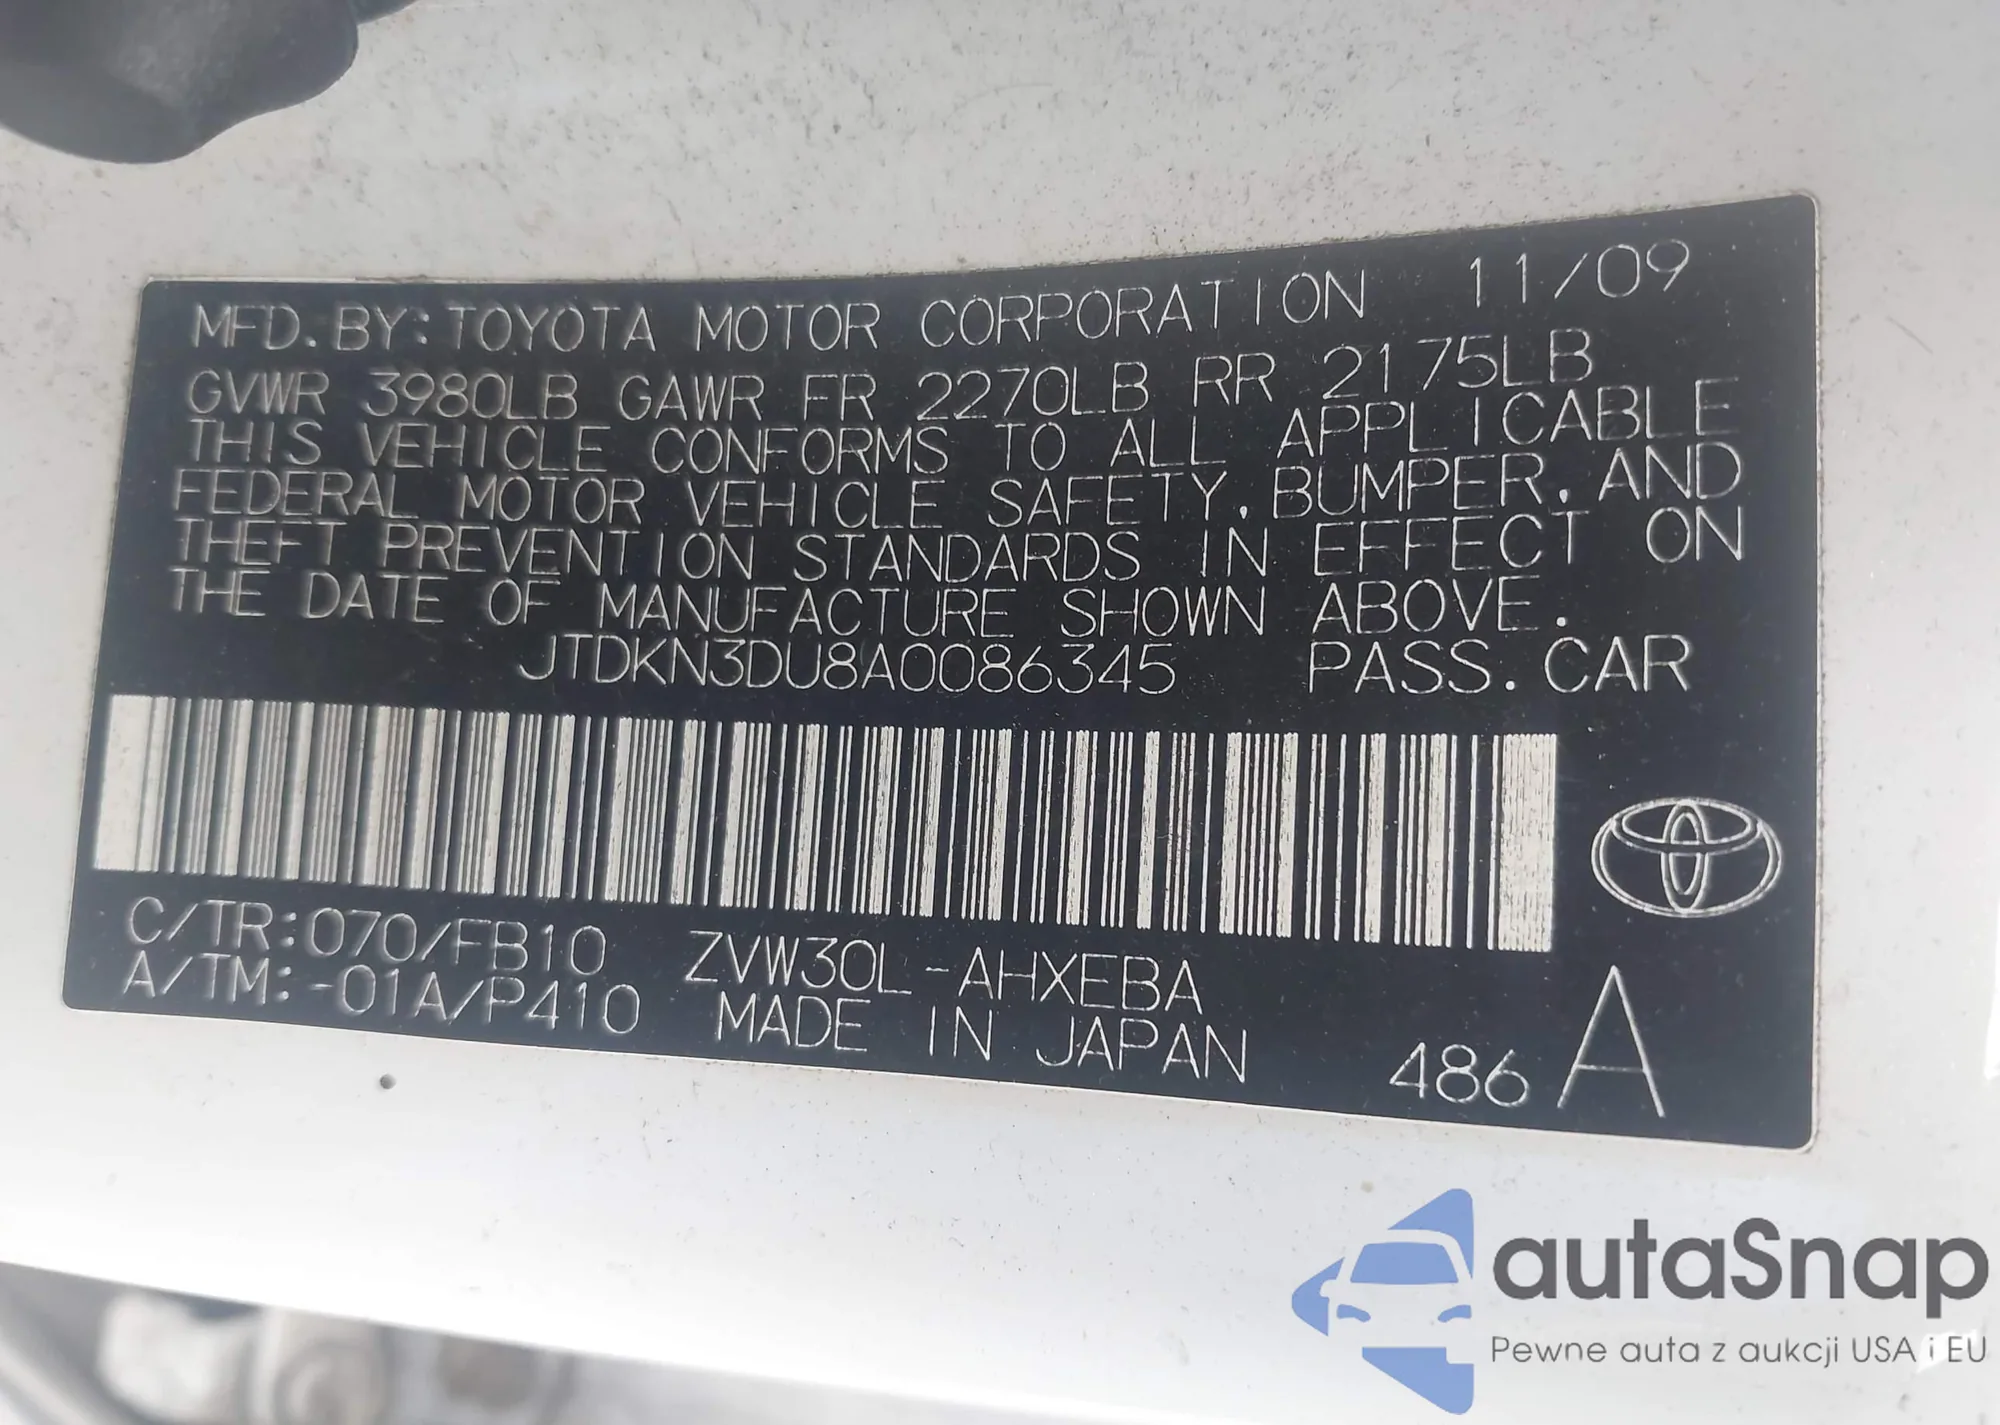 MFD. BY: TOYOTA MOTOR CORPORATION 11/09
GVWR 3980LB GAWR FR 2270LB RR 2175LB
THIS VEHICLE CONFORMS TO ALL APPLICABLE
FEDERAL MOTOR VEHICLE SAFETY, BUMPER, AND
THEFT PREVENTION STANDARDS IN EFFECT ON
THE DATE OF MANUFACTURE SHOWN ABOVE.
JTDKN3DU8A0086345 PASS. CAR
C/TR:070/FB10 ZVW30L-AHXEBA
A/TM:-01A/P410 MADE IN JAPAN 486 A
autaSnap
Pewne auta z aukcji USA i EU